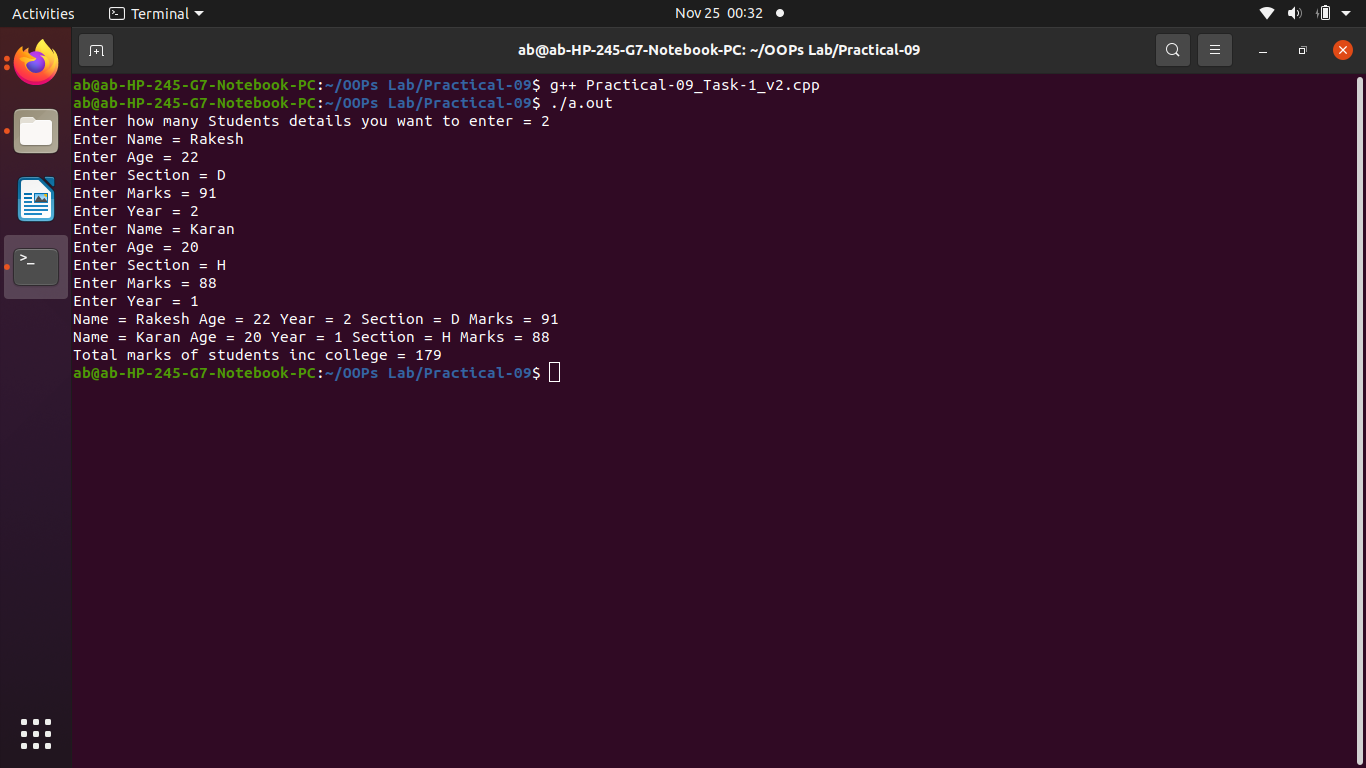 Activities Terminal Nov 25 00:32
ab@ab-HP-245-G7-Notebook-PC: ~/OOPs Lab/Practical-09
ab@ab-HP-245-G7-Notebook-PC:~/OOPs Lab/Practical-09$ g++ Practical-09_Task-1_v2.cpp
ab@ab-HP-245-G7-Notebook-PC:~/OOPs Lab/Practical-09$ ./a.out
Enter how many Students details you want to enter = 2
Enter Name = Rakesh
Enter Age = 22
Enter Section = D
Enter Marks = 91
Enter Year = 2
Enter Name = Karan
Enter Age = 20
Enter Section = H
Enter Marks = 88
Enter Year = 1
Name = Rakesh Age = 22 Year = 2 Section = D Marks = 91
Name = Karan Age = 20 Year = 1 Section = H Marks = 88
Total marks of students inc college = 179
ab@ab-HP-245-G7-Notebook-PC:~/OOPs Lab/Practical-09$